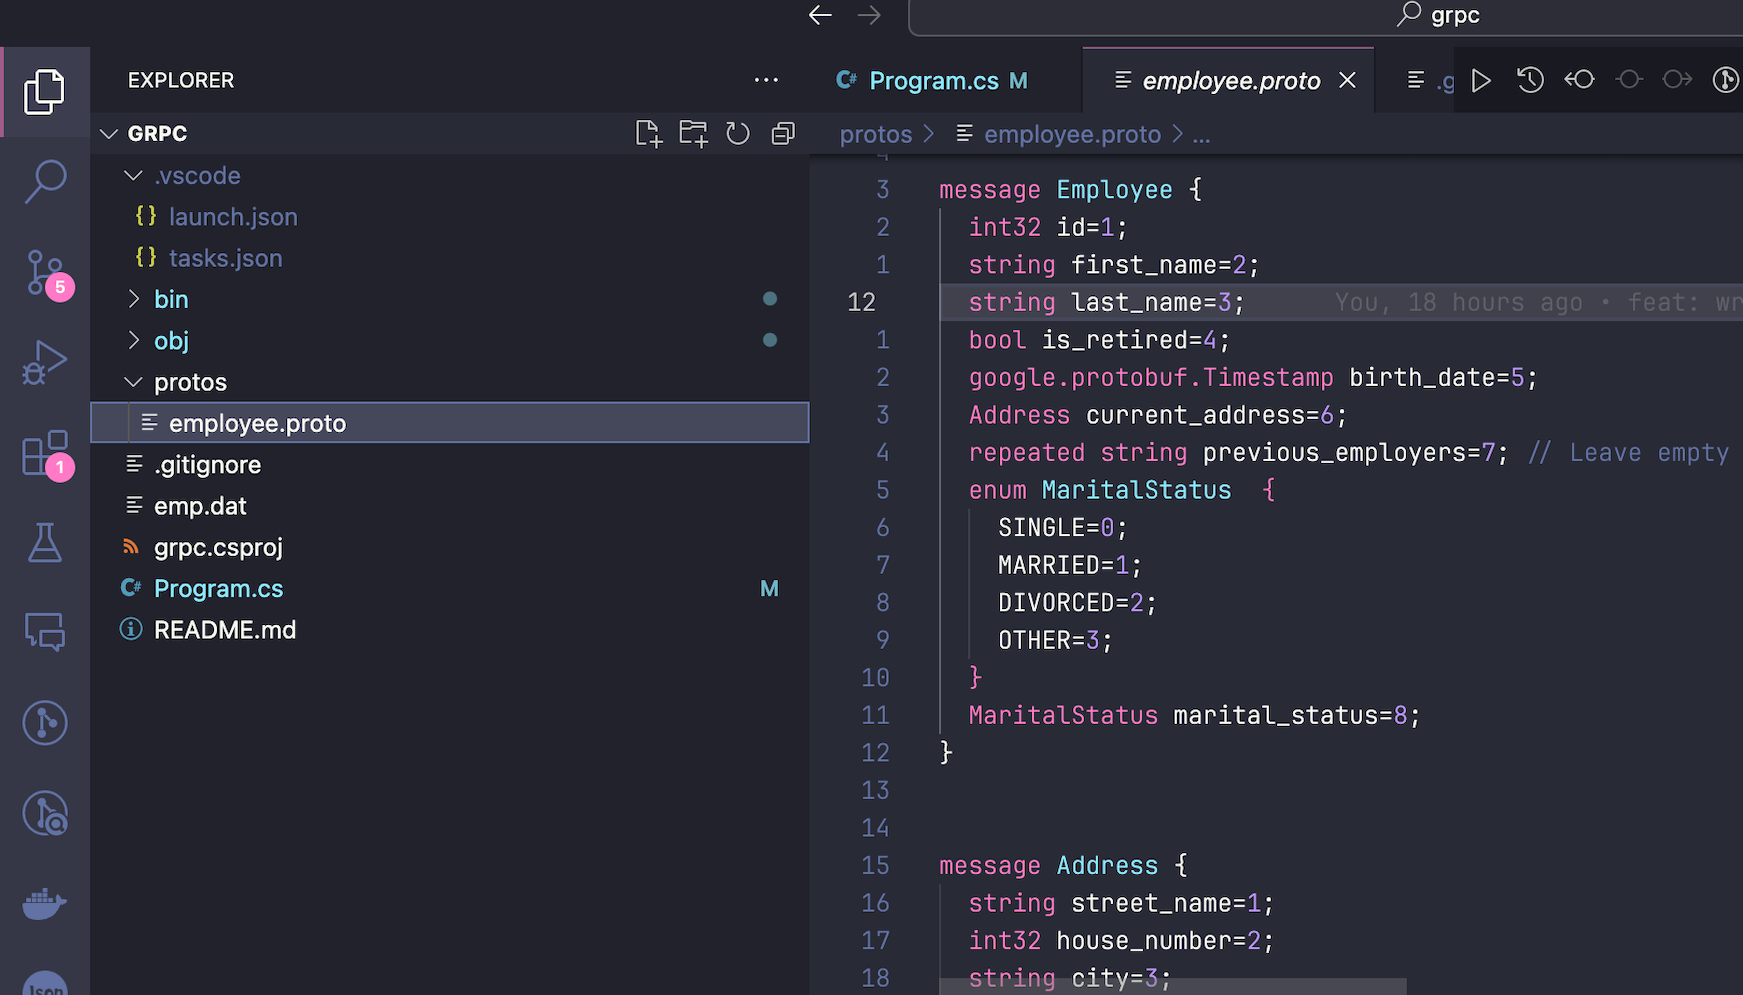 grpc
EXPLORER
Program.cs M
employee.proto
.g
GRPC
protos > employee.proto > ...
.vscode
{} launch.json
{} tasks.json
bin
obj
protos
employee.proto
.gitignore
emp.dat
grpc.csproj
C# Program.cs M
README.md
5
1
Json
3 message Employee {
2 int32 id=1;
1 string first_name=2;
12 string last_name=3; You, 18 hours ago • feat: wr
1 bool is_retired=4;
2 google.protobuf.Timestamp birth_date=5;
3 Address current_address=6;
4 repeated string previous_employers=7; // Leave empty
5 enum MaritalStatus {
6 SINGLE=0;
7 MARRIED=1;
8 DIVORCED=2;
9 OTHER=3;
10 }
11 MaritalStatus marital_status=8;
12 }
13
14
15 message Address {
16 string street_name=1;
17 int32 house_number=2;
18 string city=3;